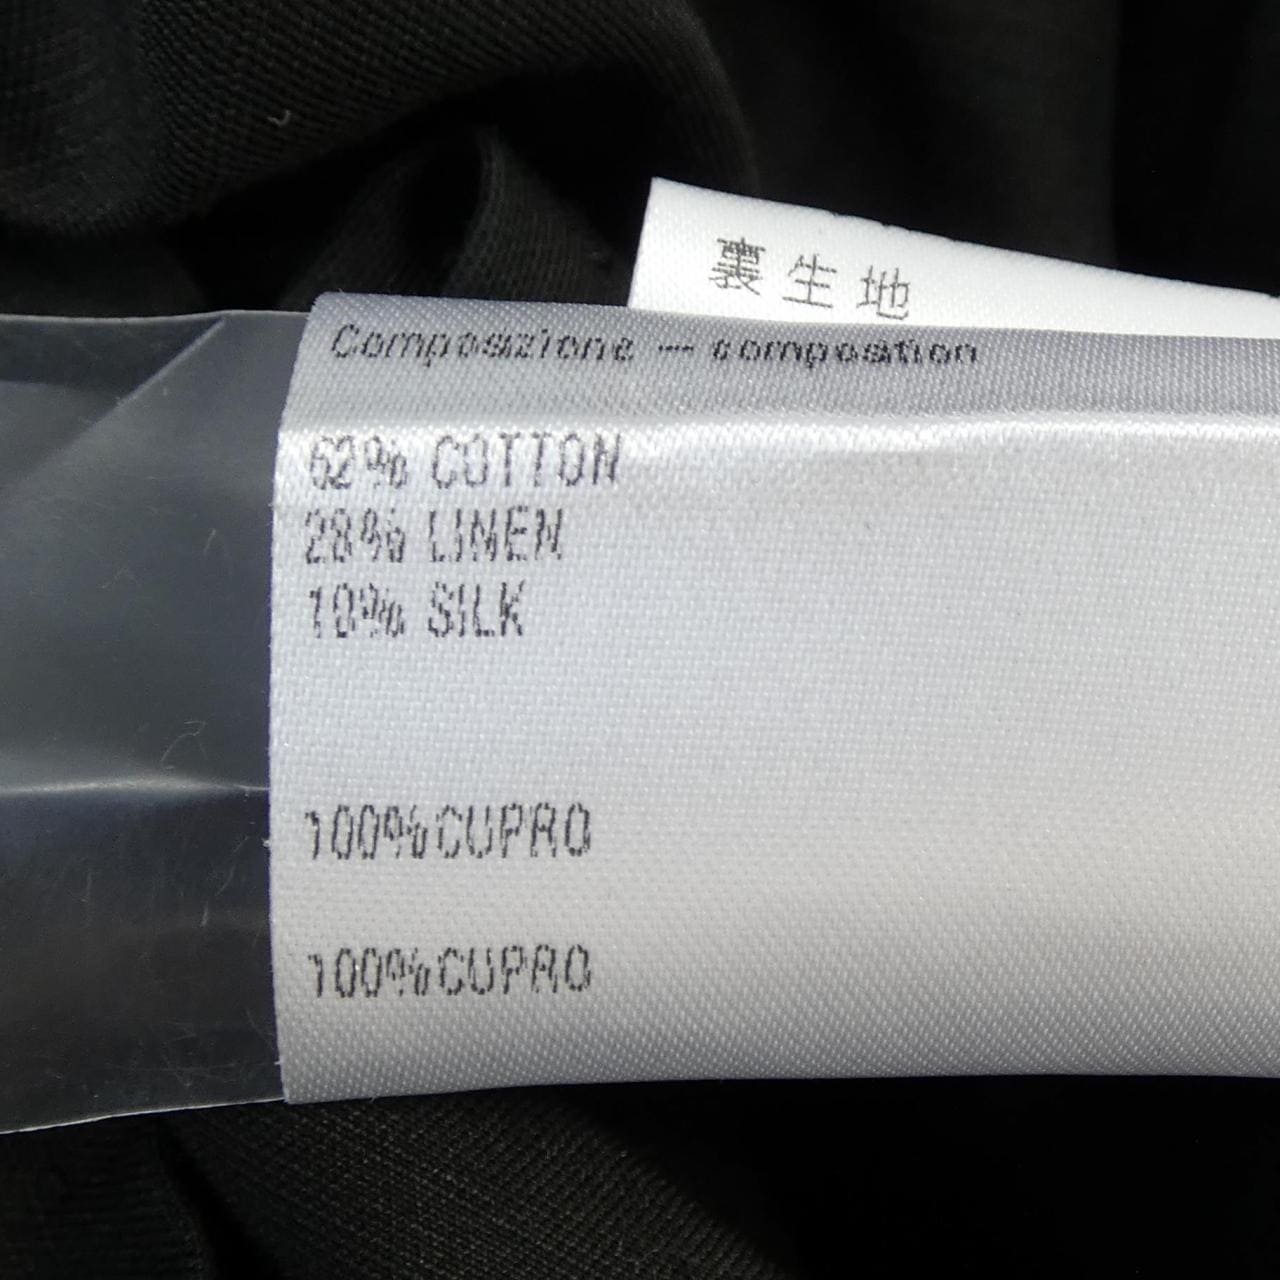 裏生地
Composizione — composition
62% COTTON
28% LINEN
10% SILK
100%CUPRO
100%CUPRO